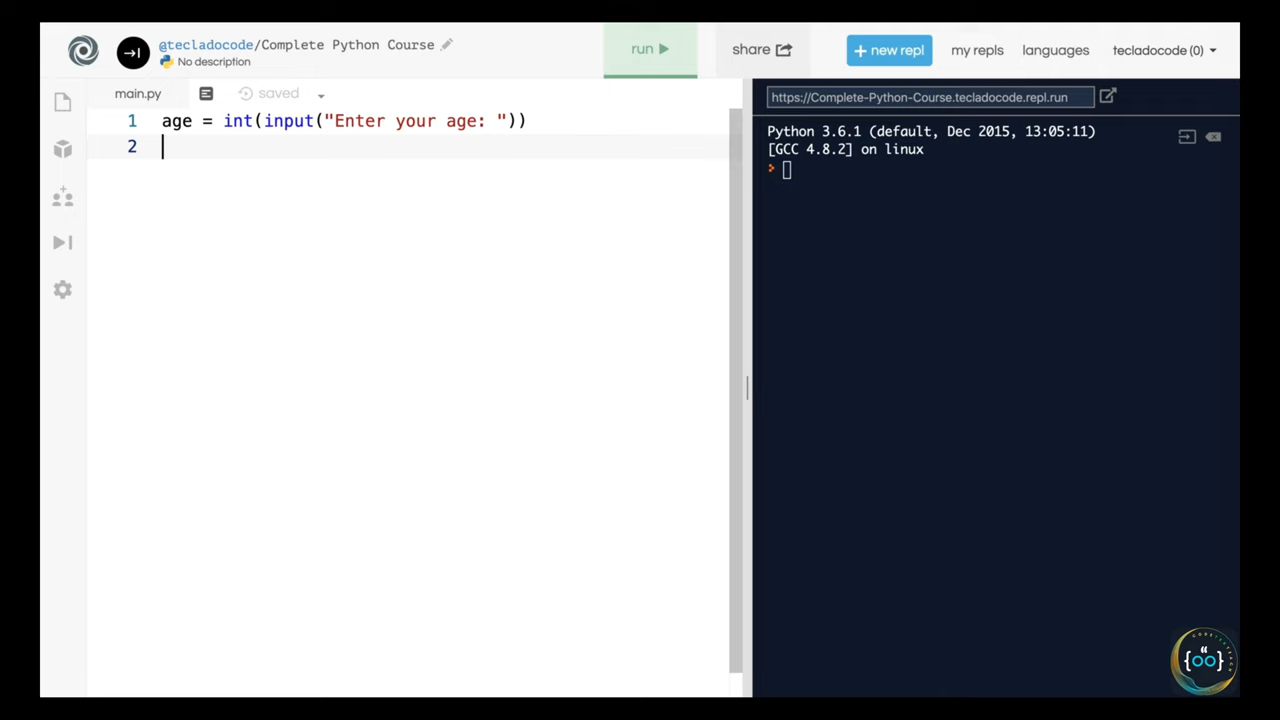 @tecladocode/Complete Python Course
No description
run
share
+ new repl
my repls
languages
tecladocode (0)
main.py
saved
https://Complete-Python-Course.tecladocode.repl.run
1 age = int(input("Enter your age: "))
2
Python 3.6.1 (default, Dec 2015, 13:05:11)
[GCC 4.8.2] on linux